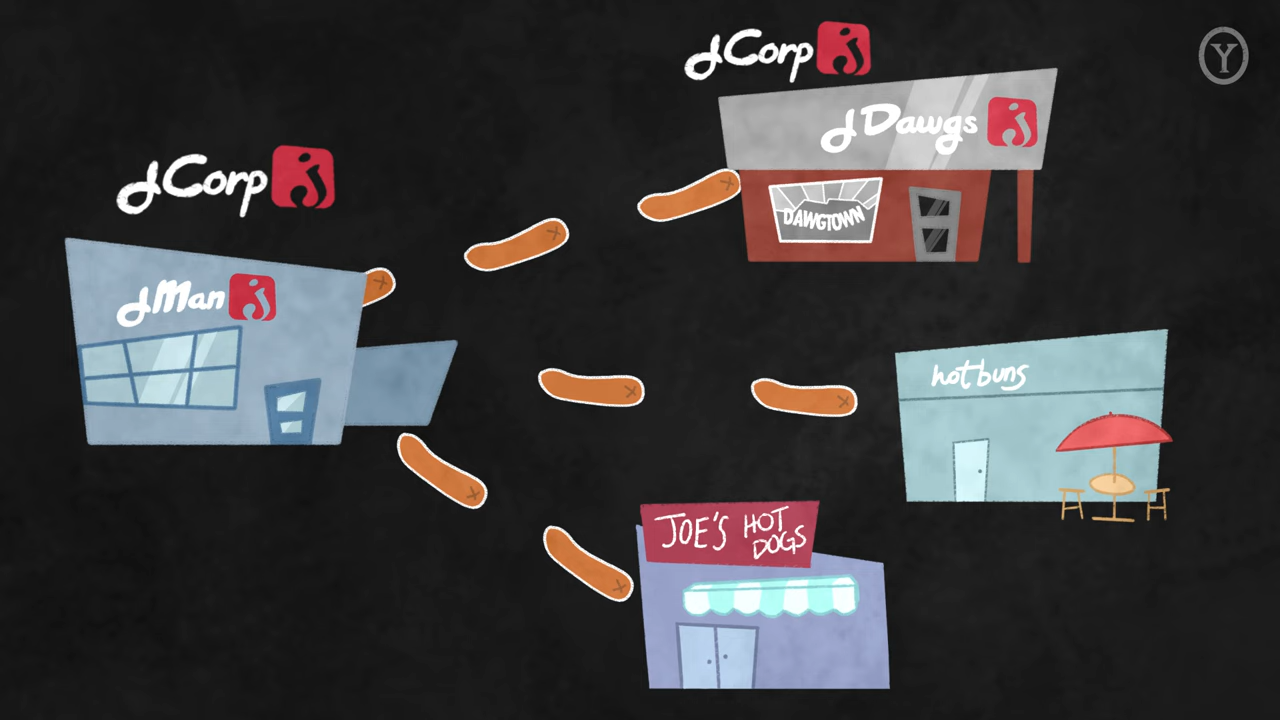 JCorp
JDawgs
DAWGTOWN
JCorp
JMan
hot buns
JOE'S HOT
DOGS
Y